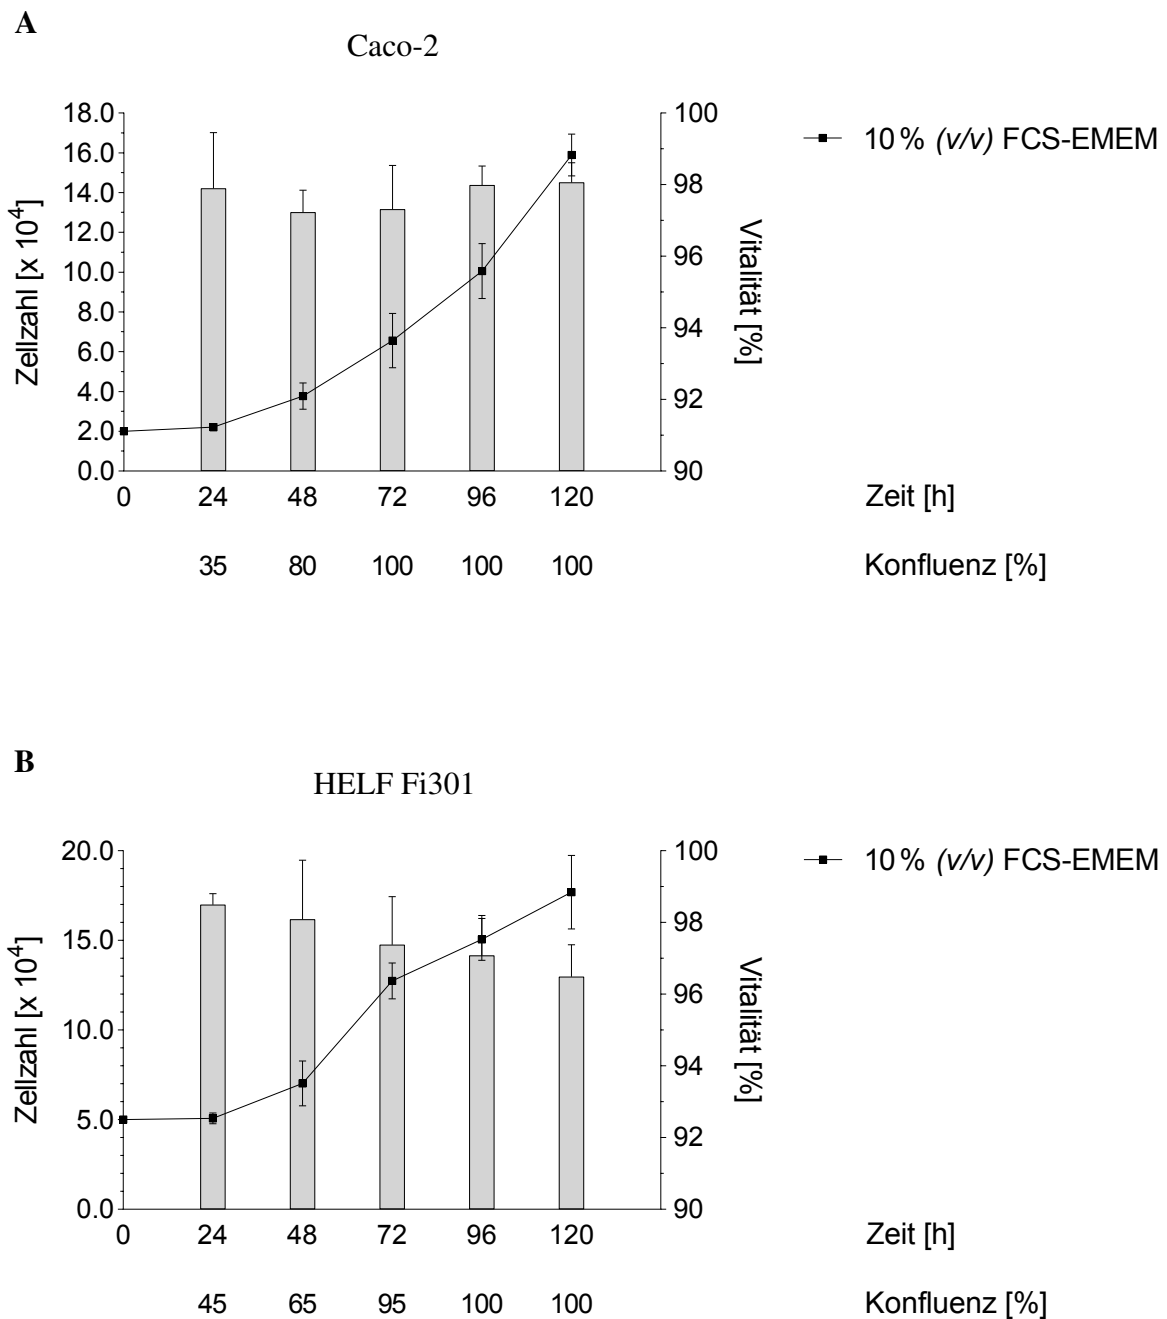 A
Caco-2
18.0
16.0
14.0
12.0
10.0
8.0
6.0
4.0
2.0
0.0
Zellzahl [x 10⁴]
100
98
96
94
92
90
Vitalität [%]
10 % (v/v) FCS-EMEM
0 24 48 72 96 120 Zeit [h]
35 80 100 100 100 Konfluenz [%]
B
HELF Fi301
20.0
15.0
10.0
5.0
0.0
Zellzahl [x 10⁴]
100
98
96
94
92
90
Vitalität [%]
10 % (v/v) FCS-EMEM
0 24 48 72 96 120 Zeit [h]
45 65 95 100 100 Konfluenz [%]